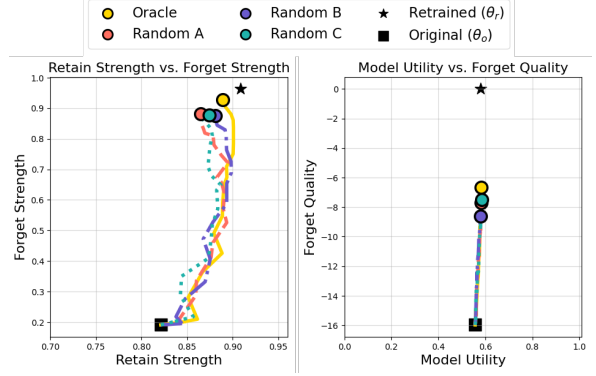 Oracle
Random B
Retrained (θr)
Random A
Random C
Original (θo)
Retain Strength vs. Forget Strength
1.0
0.9
0.8
0.7
0.6
0.5
0.4
0.3
0.2
Forget Strength
0.70
0.75
0.80
0.85
0.90
0.95
Retain Strength
Model Utility vs. Forget Quality
0
−2
−4
−6
−8
−10
−12
−14
−16
Forget Quality
0.0
0.2
0.4
0.6
0.8
1.0
Model Utility